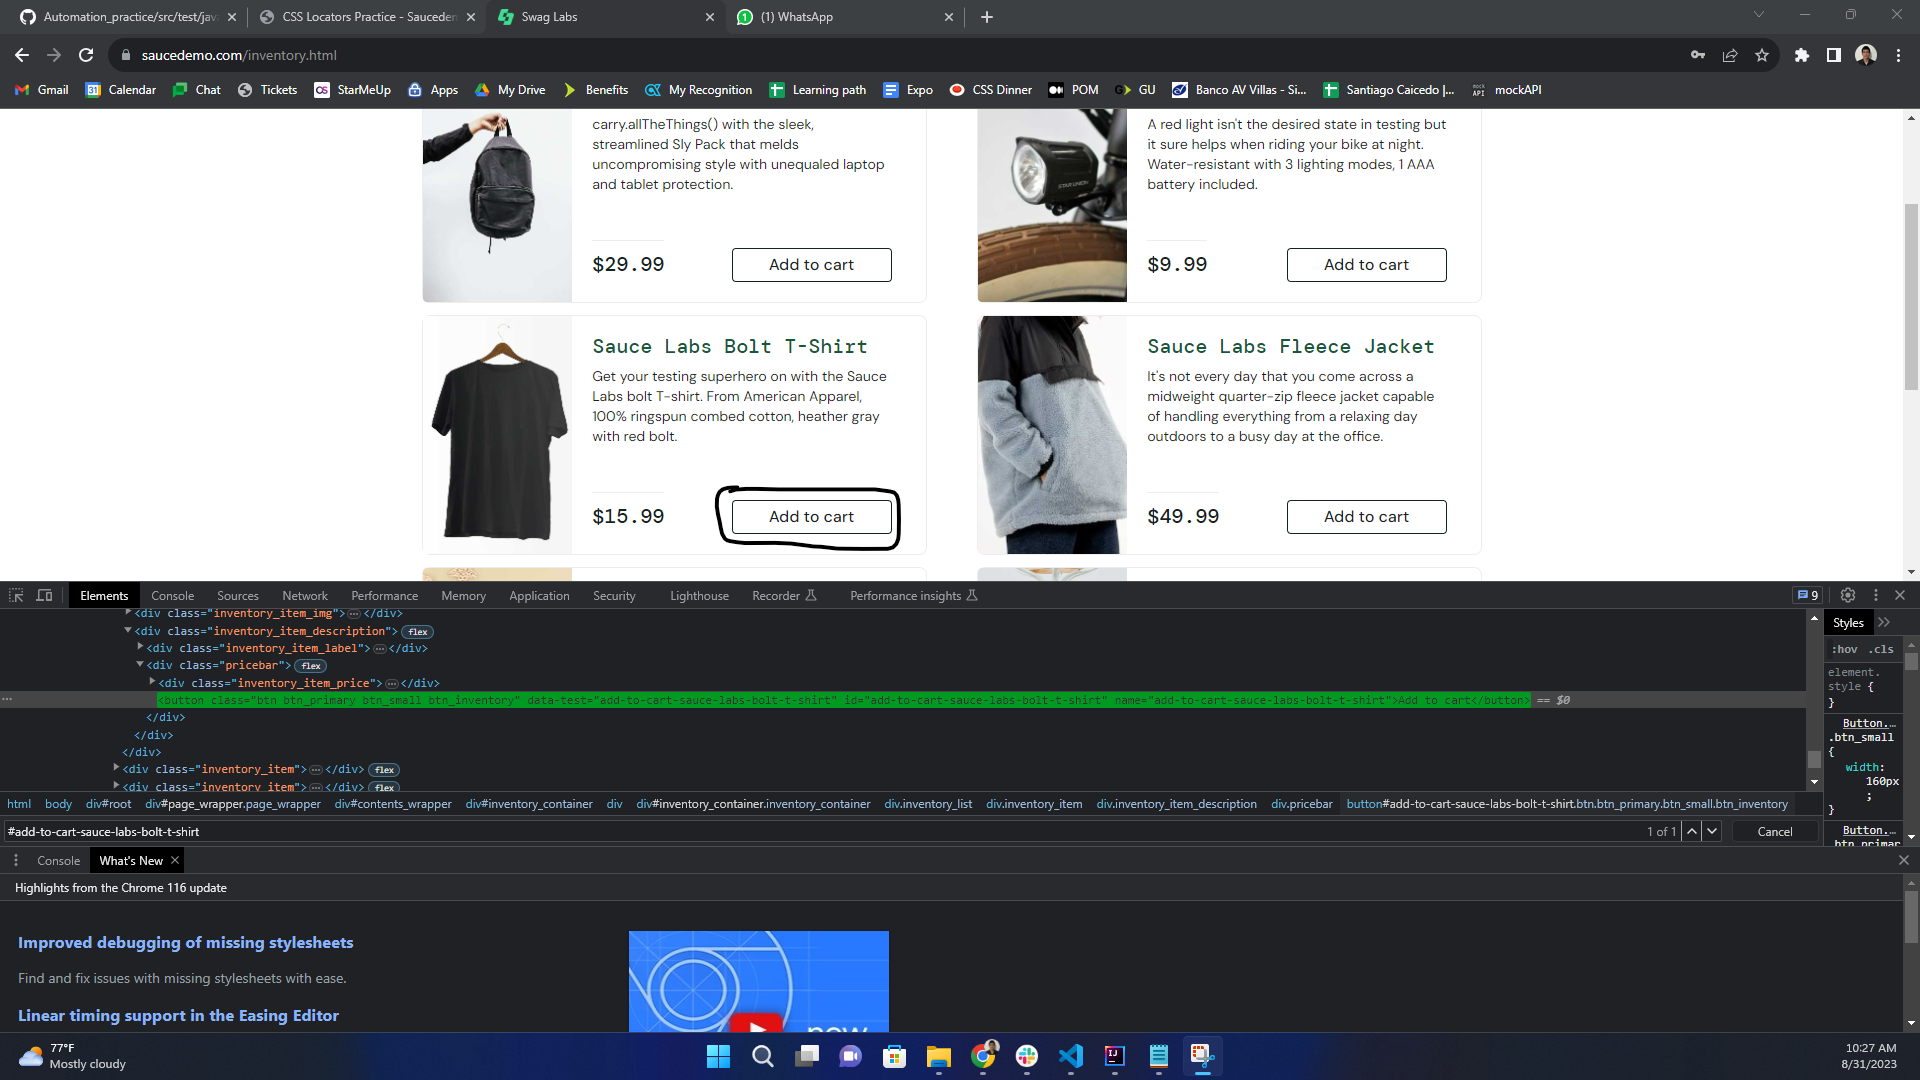 Automation_practice/src/test/jav
CSS Locators Practice - Sauceden
Swag Labs
(1) WhatsApp
saucedemo.com/inventory.html
Gmail
Calendar
Chat
Tickets
StarMeUp
Apps
My Drive
Benefits
My Recognition
Learning path
Expo
CSS Dinner
POM
GU
Banco AV Villas - Si...
Santiago Caicedo |...
mockAPI
carry.allTheThings() with the sleek,
streamlined Sly Pack that melds
uncompromising style with unequaled laptop
and tablet protection.
$29.99
Add to cart
A red light isn't the desired state in testing but
it sure helps when riding your bike at night.
Water-resistant with 3 lighting modes, 1 AAA
battery included.
$9.99
Add to cart
Sauce Labs Bolt T-Shirt
Get your testing superhero on with the Sauce
Labs bolt T-shirt. From American Apparel,
100% ringspun combed cotton, heather gray
with red bolt.
$15.99
Add to cart
Sauce Labs Fleece Jacket
It's not every day that you come across a
midweight quarter-zip fleece jacket capable
of handling everything from a relaxing day
outdoors to a busy day at the office.
$49.99
Add to cart
Elements
Console
Sources
Network
Performance
Memory
Application
Security
Lighthouse
Recorder
Performance insights
9
<div class="inventory_item_img">…</div>
<div class="inventory_item_description"> flex
<div class="inventory_item_label">…</div>
<div class="pricebar"> flex
<div class="inventory_item_price">…</div>
<button class="btn btn_primary btn_small btn_inventory" data-test="add-to-cart-sauce-labs-bolt-t-shirt" id="add-to-cart-sauce-labs-bolt-t-shirt" name="add-to-cart-sauce-labs-bolt-t-shirt">Add to cart</button> == $0
</div>
</div>
</div>
<div class="inventory_item">…</div> flex
<div class="inventory_item">…</div> flex
html body div#root div#page_wrapper.page_wrapper div#contents_wrapper div#inventory_container div div#inventory_container.inventory_container div.inventory_list div.inventory_item div.inventory_item_description div.pricebar button#add-to-cart-sauce-labs-bolt-t-shirt.btn.btn_primary.btn_small.btn_inventory
#add-to-cart-sauce-labs-bolt-t-shirt
1 of 1
Cancel
Styles
:hov .cls
element.
style {
}
Button.…
.btn_small
{
width:
160px
;
}
Button.…
.btn_primar
Console
What's New
Highlights from the Chrome 116 update
Improved debugging of missing stylesheets
Find and fix issues with missing stylesheets with ease.
Linear timing support in the Easing Editor
new
77°F
Mostly cloudy
10:27 AM
8/31/2023